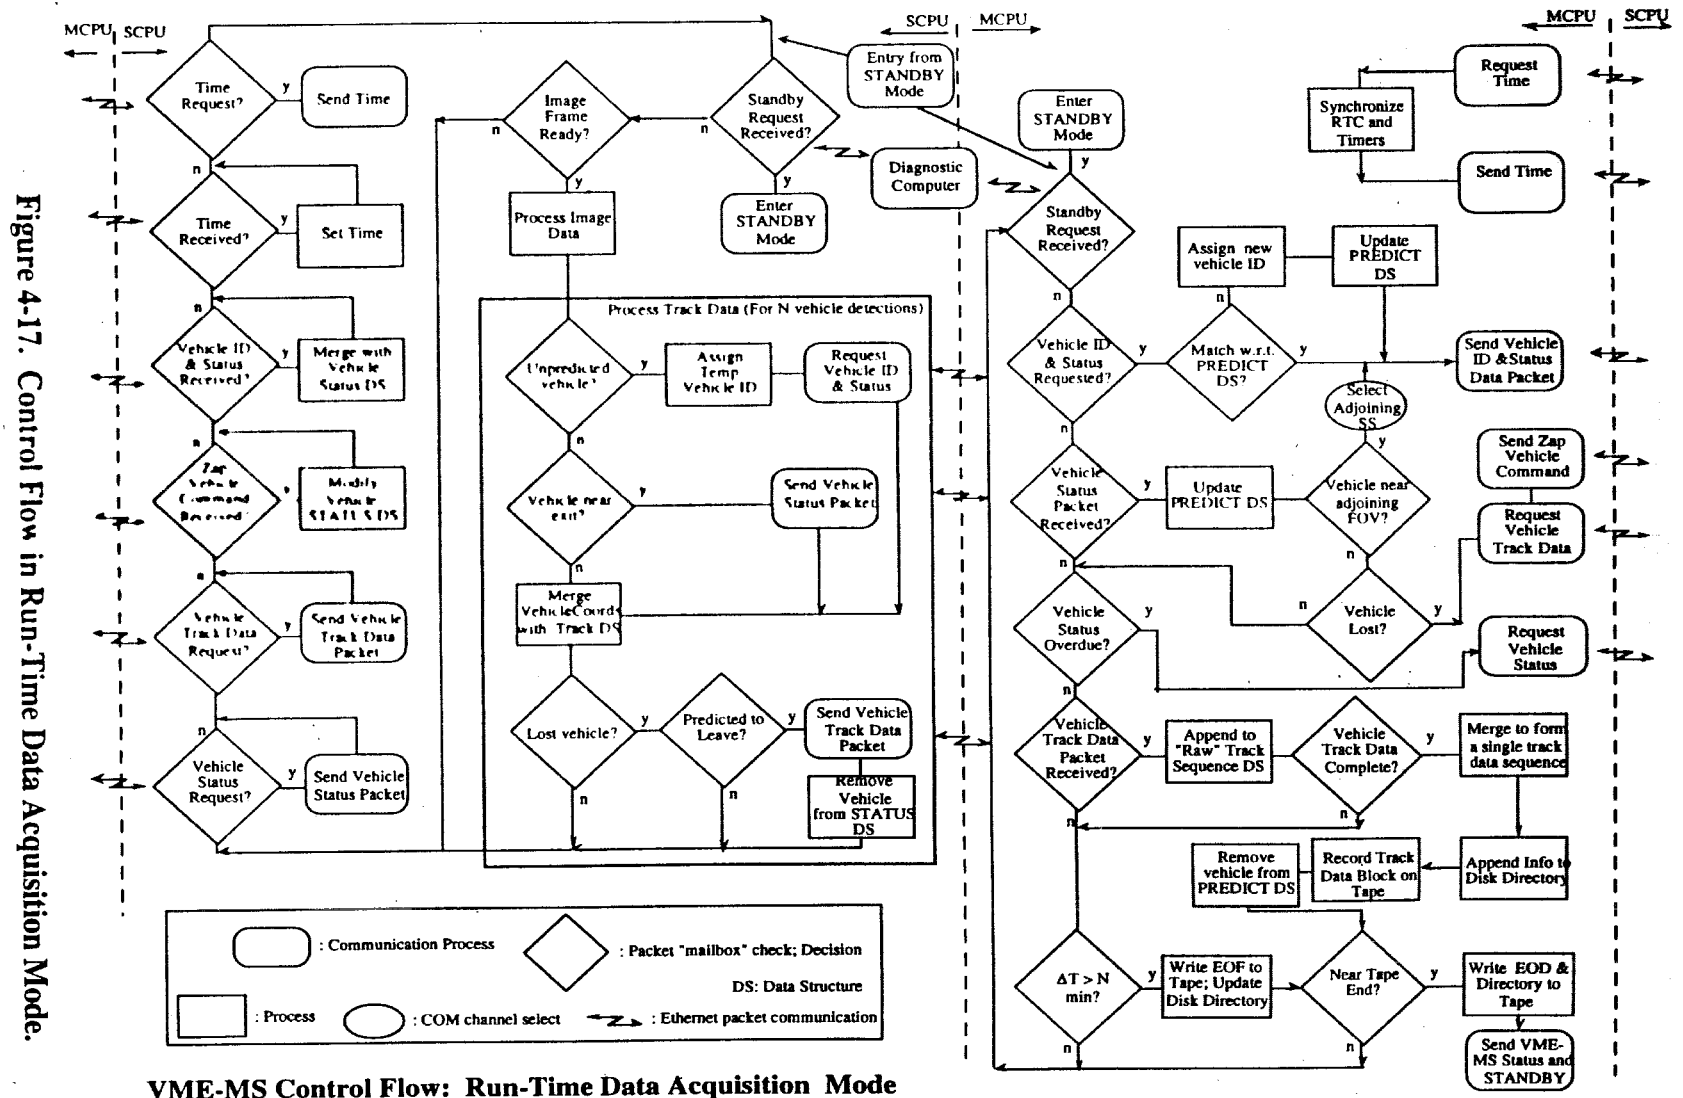 Figure 4-17. Control Flow in Run-Time Data Acquisition Mode.
MCPU
SCPU
Time
Request?
y
Send Time
n
Time
Received?
y
Set Time
n
Vehicle ID
& Status
Received?
y
Merge with
Vehicle
Status DS
n
Zap
Vehicle
Command
Received?
y
Modify
Vehicle
STATUS DS
n
Vehicle
Track Data
Request?
y
Send Vehicle
Track Data
Packet
n
Vehicle
Status
Request?
y
Send Vehicle
Status Packet
n
SCPU
MCPU
Entry from
STANDBY
Mode
Image
Frame
Ready?
n
y
Standby
Request
Received?
n
y
Diagnostic
Computer
Enter
STANDBY
Mode
Process Image
Data
Process Track Data (For N vehicle detections)
Unpredicted
vehicle?
y
Assign
Temp
Vehicle ID
Request
Vehicle ID
& Status
n
Vehicle near
exit?
y
Send Vehicle
Status Packet
n
Merge
VehicleCoord
with Track DS
Lost vehicle?
y
Predicted to
Leave?
y
Send Vehicle
Track Data
Packet
n
n
Remove
Vehicle
from STATUS
DS
Enter
STANDBY
Mode
y
Standby
Request
Received?
n
Vehicle ID
& Status
Requested?
y
Match w.r.t.
PREDICT
DS?
y
n
Assign new
vehicle ID
Update
PREDICT
DS
Send Vehicle
ID & Status
Data Packet
Select
Adjoining
SS
n
Vehicle
Status
Packet
Received?
y
Update
PREDICT DS
Vehicle near
adjoining
FOV?
y
n
n
Vehicle
Lost?
n
y
Send Zap
Vehicle
Command
Request
Vehicle
Track Data
Vehicle
Status
Overdue?
y
Request
Vehicle
Status
n
Vehicle
Track Data
Packet
Received?
y
Append to
"Raw" Track
Sequence DS
Vehicle
Track Data
Complete?
y
Merge to form
a single track
data sequence
n
n
Append Info to
Disk Directory
Record Track
Data Block on
Tape
Remove
vehicle from
PREDICT DS
ΔT > N
min?
y
Write EOF to
Tape; Update
Disk Directory
Near Tape
End?
y
Write EOD &
Directory to
Tape
n
n
Send VME-
MS Status and
STANDBY
MCPU
SCPU
Request
Time
Synchronize
RTC and
Timers
Send Time
: Communication Process
: Packet "mailbox" check; Decision
DS: Data Structure
: Process
: COM channel select
: Ethernet packet communication
VME-MS Control Flow: Run-Time Data Acquisition Mode